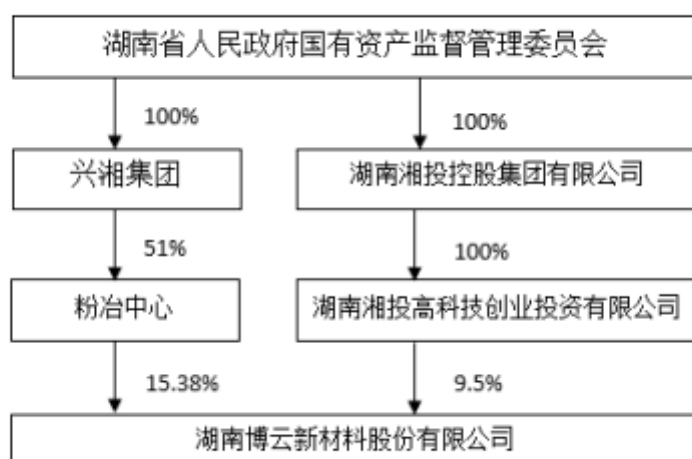 湖南省人民政府国有资产监督管理委员会
100%
100%
兴湘集团
湖南湘投控股集团有限公司
51%
100%
粉冶中心
湖南湘投高科技创业投资有限公司
15.38%
9.5%
湖南博云新材料股份有限公司